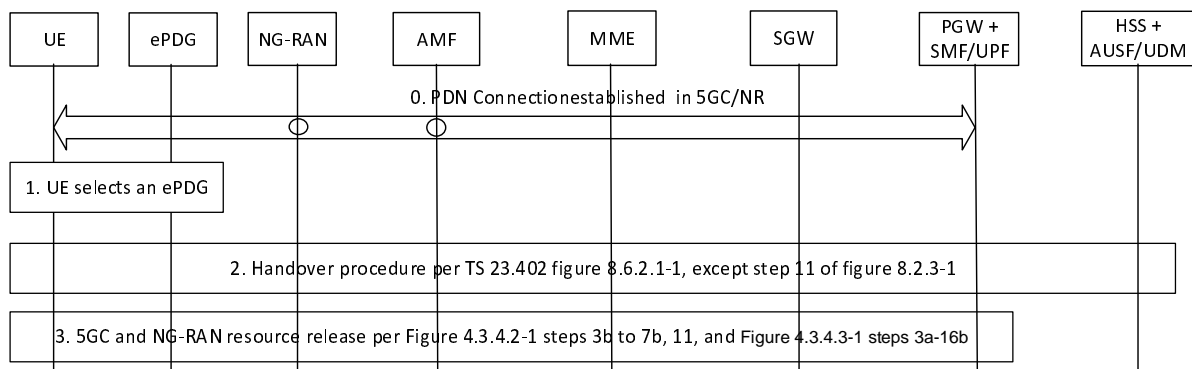 UE
ePDG
NG-RAN
AMF
MME
SGW
PGW +
SMF/UPF
HSS +
AUSF/UDM
0. PDN Connectionestablished in 5GC/NR
1. UE selects an ePDG
2. Handover procedure per TS 23.402 figure 8.6.2.1-1, except step 11 of figure 8.2.3-1
3. 5GC and NG-RAN resource release per Figure 4.3.4.2-1 steps 3b to 7b, 11, and Figure 4.3.4.3-1 steps 3a-16b